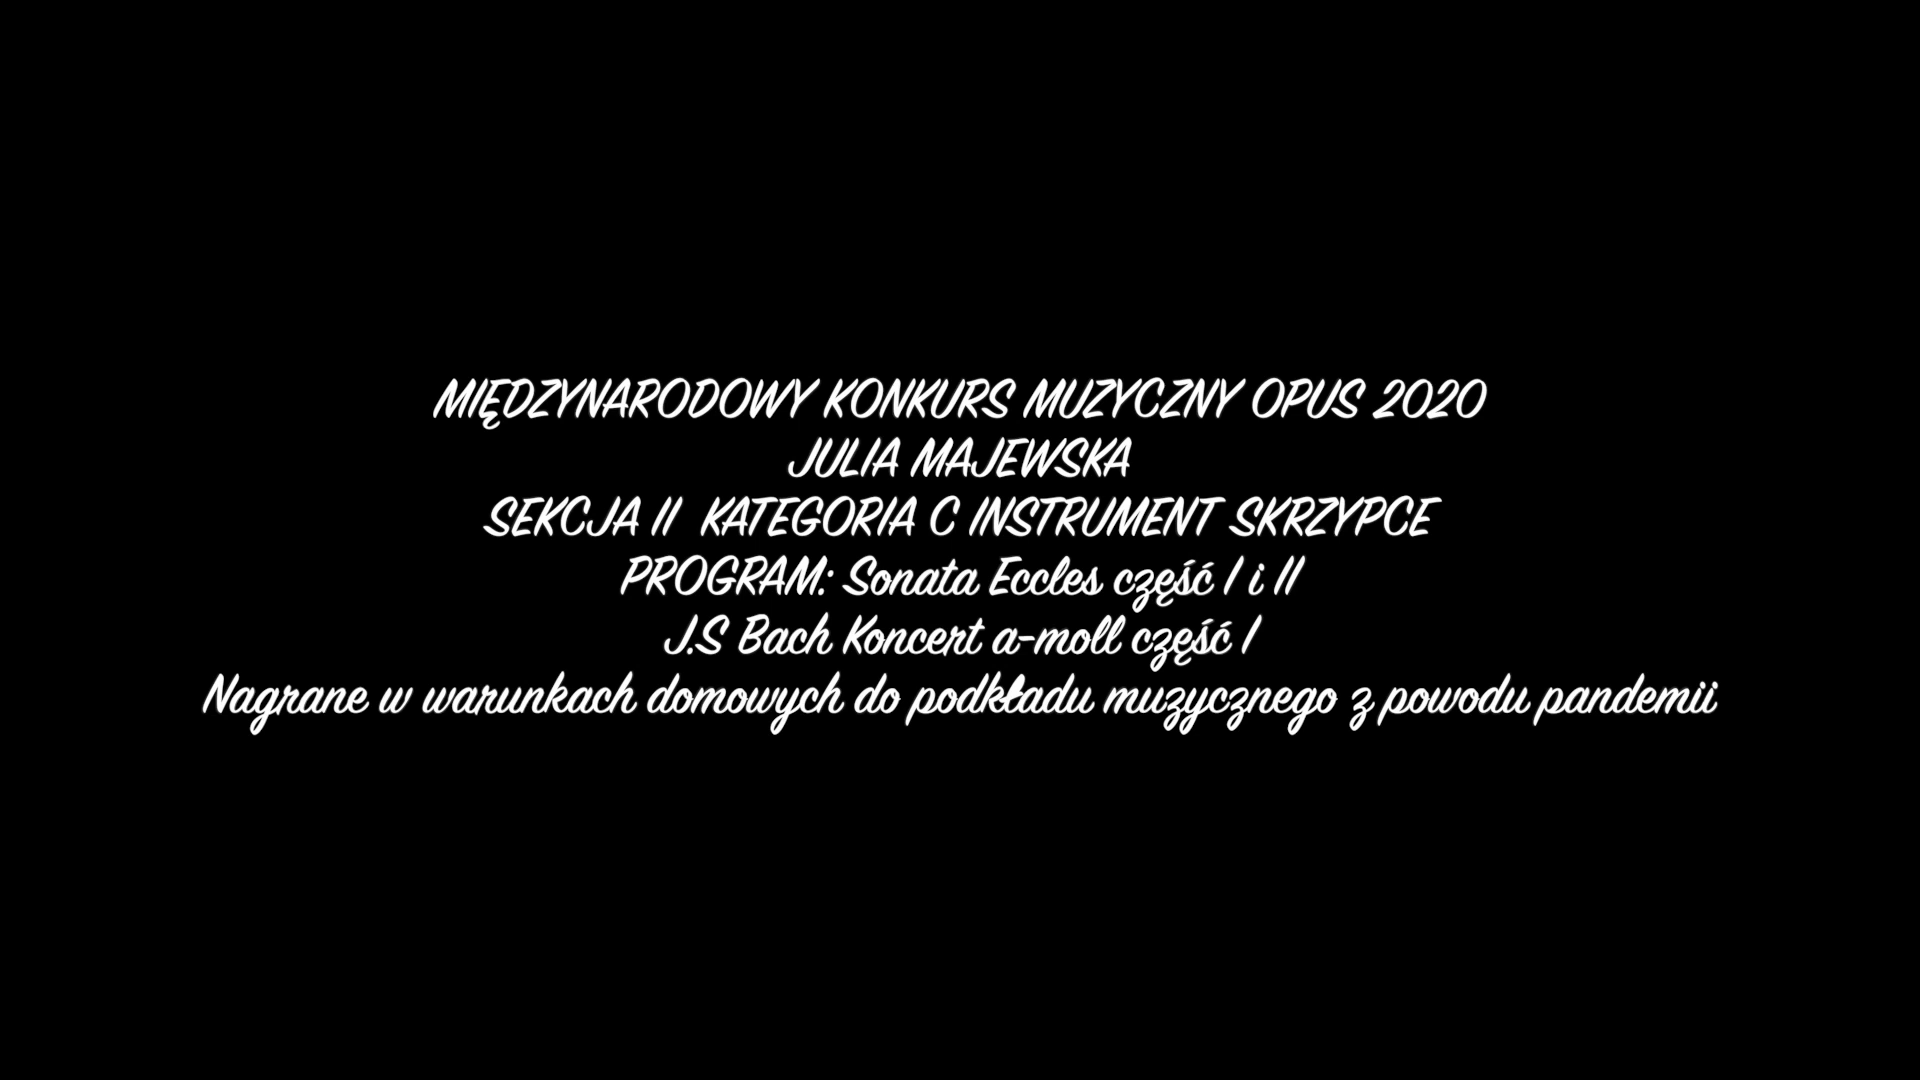 MIĘDZYNARODOWY KONKURS MUZYCZNY OPUS 2020
JULIA MAJEWSKA
SEKCJA II  KATEGORIA C INSTRUMENT SKRZYPCE
PROGRAM: Sonata Eccles część I i II
J.S Bach Koncert a-moll część I
Nagrane w warunkach domowych do podkładu muzycznego z powodu pandemii